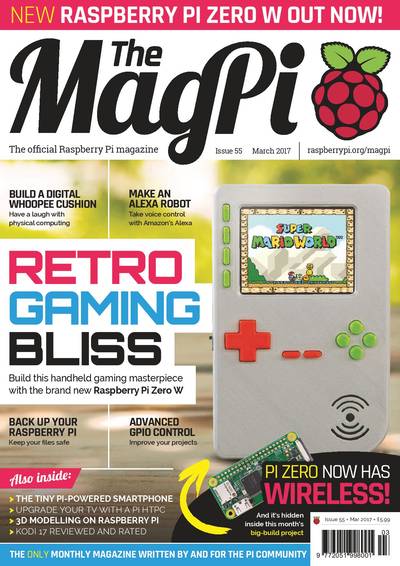 NEW RASPBERRY PI ZERO W OUT NOW!
The
MagPi
The official Raspberry Pi magazine
Issue 55 March 2017 raspberrypi.org/magpi
BUILD A DIGITAL
WHOOPEE CUSHION
Have a laugh with
physical computing
MAKE AN
ALEXA ROBOT
Take voice control
with Amazon's Alexa
SUPER
MARIO WORLD
RETRO
GAMING
BLISS
Build this handheld gaming masterpiece
with the brand new Raspberry Pi Zero W
BACK UP YOUR
RASPBERRY PI
Keep your files safe
ADVANCED
GPIO CONTROL
Improve your projects
Also inside:
> THE TINY PI-POWERED SMARTPHONE
> UPGRADE YOUR TV WITH A PI HTPC
> 3D MODELLING ON RASPBERRY PI
> KODI 17 REVIEWED AND RATED
PI ZERO NOW HAS
WIRELESS!
And it's hidden
inside this month's
big-build project
Issue 55 • Mar 2017 • £5.99
03
9 772051 998001
THE ONLY MONTHLY MAGAZINE WRITTEN BY AND FOR THE PI COMMUNITY